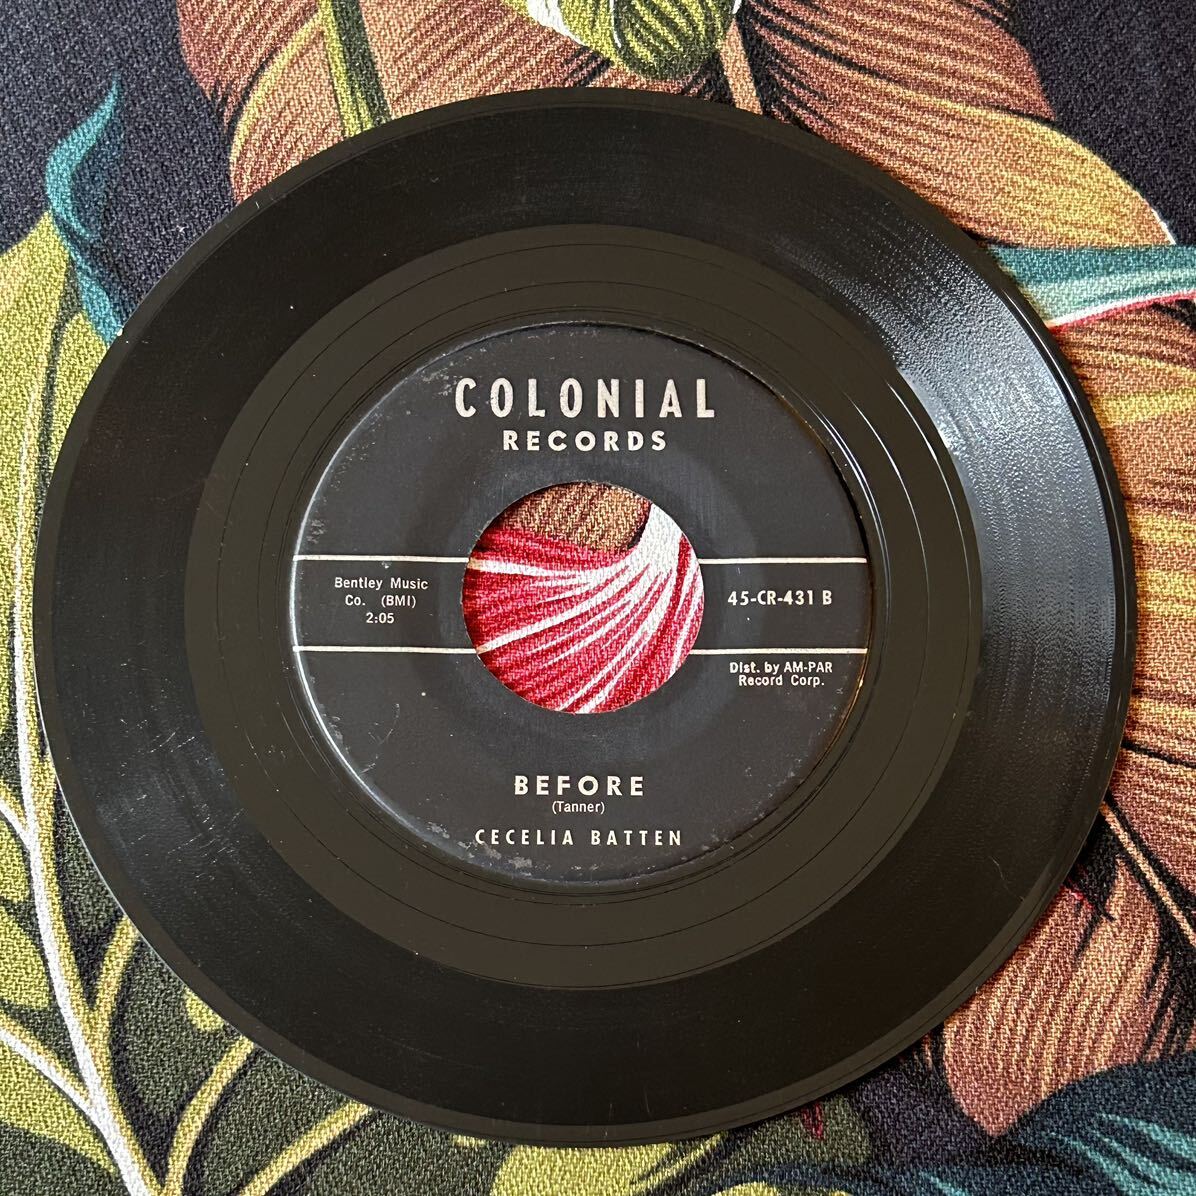 COLONIAL
RECORDS
Bentley Music
Co. (BMI)
2:05
45-CR-431 B
Dist. by AM-PAR
Record Corp.
BEFORE
(Tanner)
CECELIA BATTEN